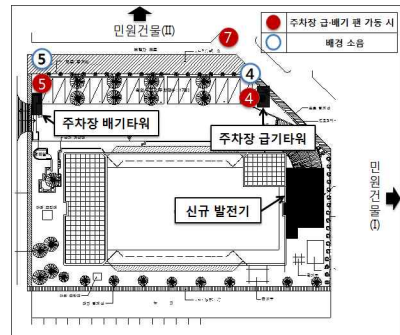 민원건물(II)
주차장 급·배기 팬 가동 시
배경 소음
7
5
4
5
4
주차장 배기타워
주차장 급기타워
신규 발전기
민원건물(I)